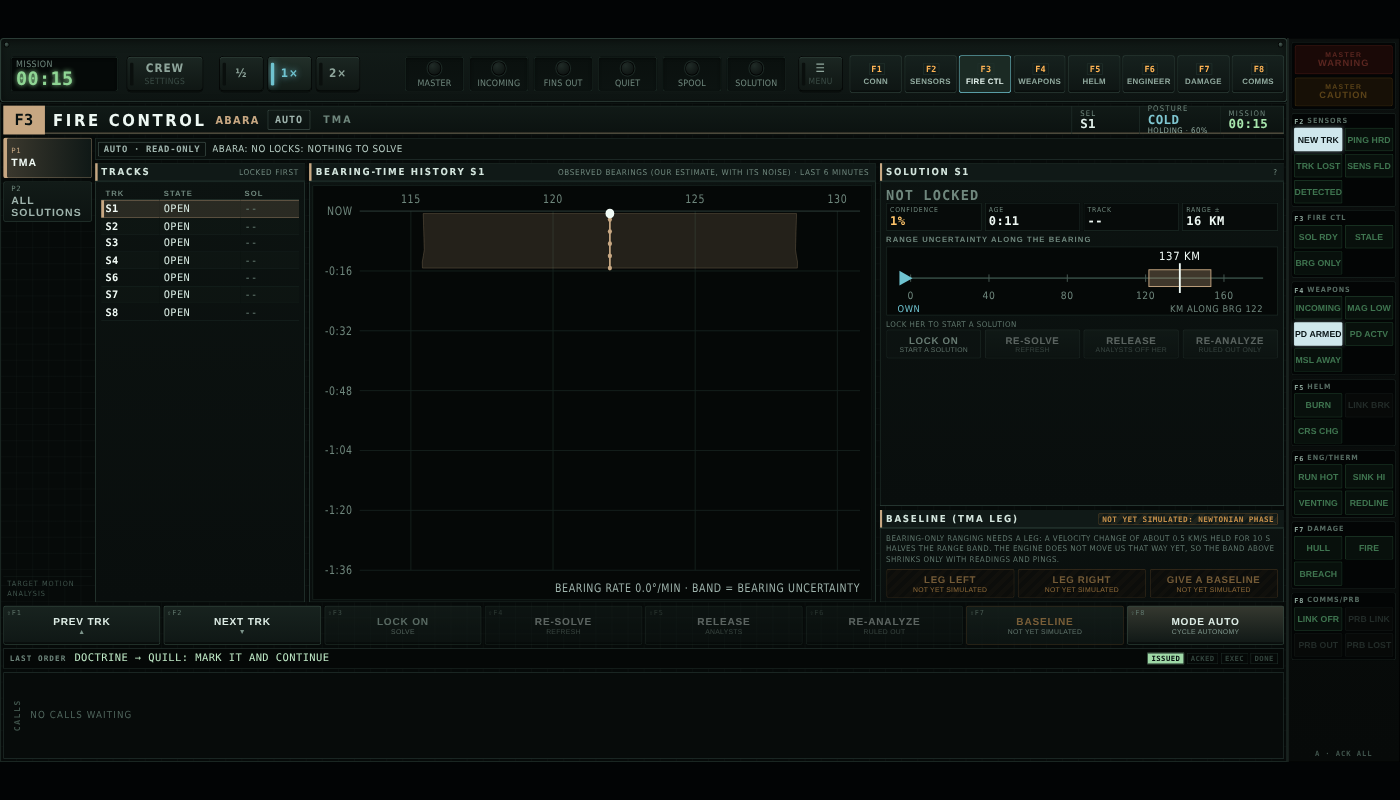 MISSION
00:15
CREW
SETTINGS
½
1×
2×
MASTER
INCOMING
FINS OUT
QUIET
SPOOL
SOLUTION
☰
MENU
F1
CONN
F2
SENSORS
F3
FIRE CTL
F4
WEAPONS
F5
HELM
F6
ENGINEER
F7
DAMAGE
F8
COMMS
MASTER
WARNING
MASTER
CAUTION
F3 FIRE CONTROL ABARA AUTO TMA
SEL
S1
POSTURE
COLD
HOLDING · 60%
MISSION
00:15
P1
TMA
P2
ALL
SOLUTIONS
TARGET MOTION
ANALYSIS
AUTO · READ-ONLY ABARA: NO LOCKS: NOTHING TO SOLVE
TRACKS LOCKED FIRST
TRK STATE SOL
S1 OPEN --
S2 OPEN --
S3 OPEN --
S4 OPEN --
S6 OPEN --
S7 OPEN --
S8 OPEN --
BEARING-TIME HISTORY S1 OBSERVED BEARINGS (OUR ESTIMATE, WITH ITS NOISE) · LAST 6 MINUTES
115 120 125 130
NOW
-0:16
-0:32
-0:48
-1:04
-1:20
-1:36
BEARING RATE 0.0°/MIN · BAND = BEARING UNCERTAINTY
SOLUTION S1 ?
NOT LOCKED
CONFIDENCE
1%
AGE
0:11
TRACK
--
RANGE ±
16 KM
RANGE UNCERTAINTY ALONG THE BEARING
137 KM
0 40 80 120 160
OWN KM ALONG BRG 122
LOCK HER TO START A SOLUTION
LOCK ON
START A SOLUTION
RE-SOLVE
REFRESH
RELEASE
ANALYSTS OFF HER
RE-ANALYZE
RULED OUT ONLY
BASELINE (TMA LEG) NOT YET SIMULATED: NEWTONIAN PHASE
BEARING-ONLY RANGING NEEDS A LEG: A VELOCITY CHANGE OF ABOUT 0.5 KM/S HELD FOR 10 S
HALVES THE RANGE BAND. THE ENGINE DOES NOT MOVE US THAT WAY YET, SO THE BAND ABOVE
SHRINKS ONLY WITH READINGS AND PINGS.
LEG LEFT
NOT YET SIMULATED
LEG RIGHT
NOT YET SIMULATED
GIVE A BASELINE
NOT YET SIMULATED
⇧F1
PREV TRK
▲
⇧F2
NEXT TRK
▼
⇧F3
LOCK ON
SOLVE
⇧F4
RE-SOLVE
REFRESH
⇧F5
RELEASE
ANALYSTS
⇧F6
RE-ANALYZE
RULED OUT
⇧F7
BASELINE
NOT YET SIMULATED
⇧F8
MODE AUTO
CYCLE AUTONOMY
LAST ORDER DOCTRINE → QUILL: MARK IT AND CONTINUE
ISSUED ACKED EXEC DONE
CALLS
NO CALLS WAITING
F2 SENSORS
NEW TRK PING HRD
TRK LOST SENS FLD
DETECTED
F3 FIRE CTL
SOL RDY STALE
BRG ONLY
F4 WEAPONS
INCOMING MAG LOW
PD ARMED PD ACTV
MSL AWAY
F5 HELM
BURN LINK BRK
CRS CHG
F6 ENG/THERM
RUN HOT SINK HI
VENTING REDLINE
F7 DAMAGE
HULL FIRE
BREACH
F8 COMMS/PRB
LINK OFR PRB LINK
PRB OUT PRB LOST
A · ACK ALL